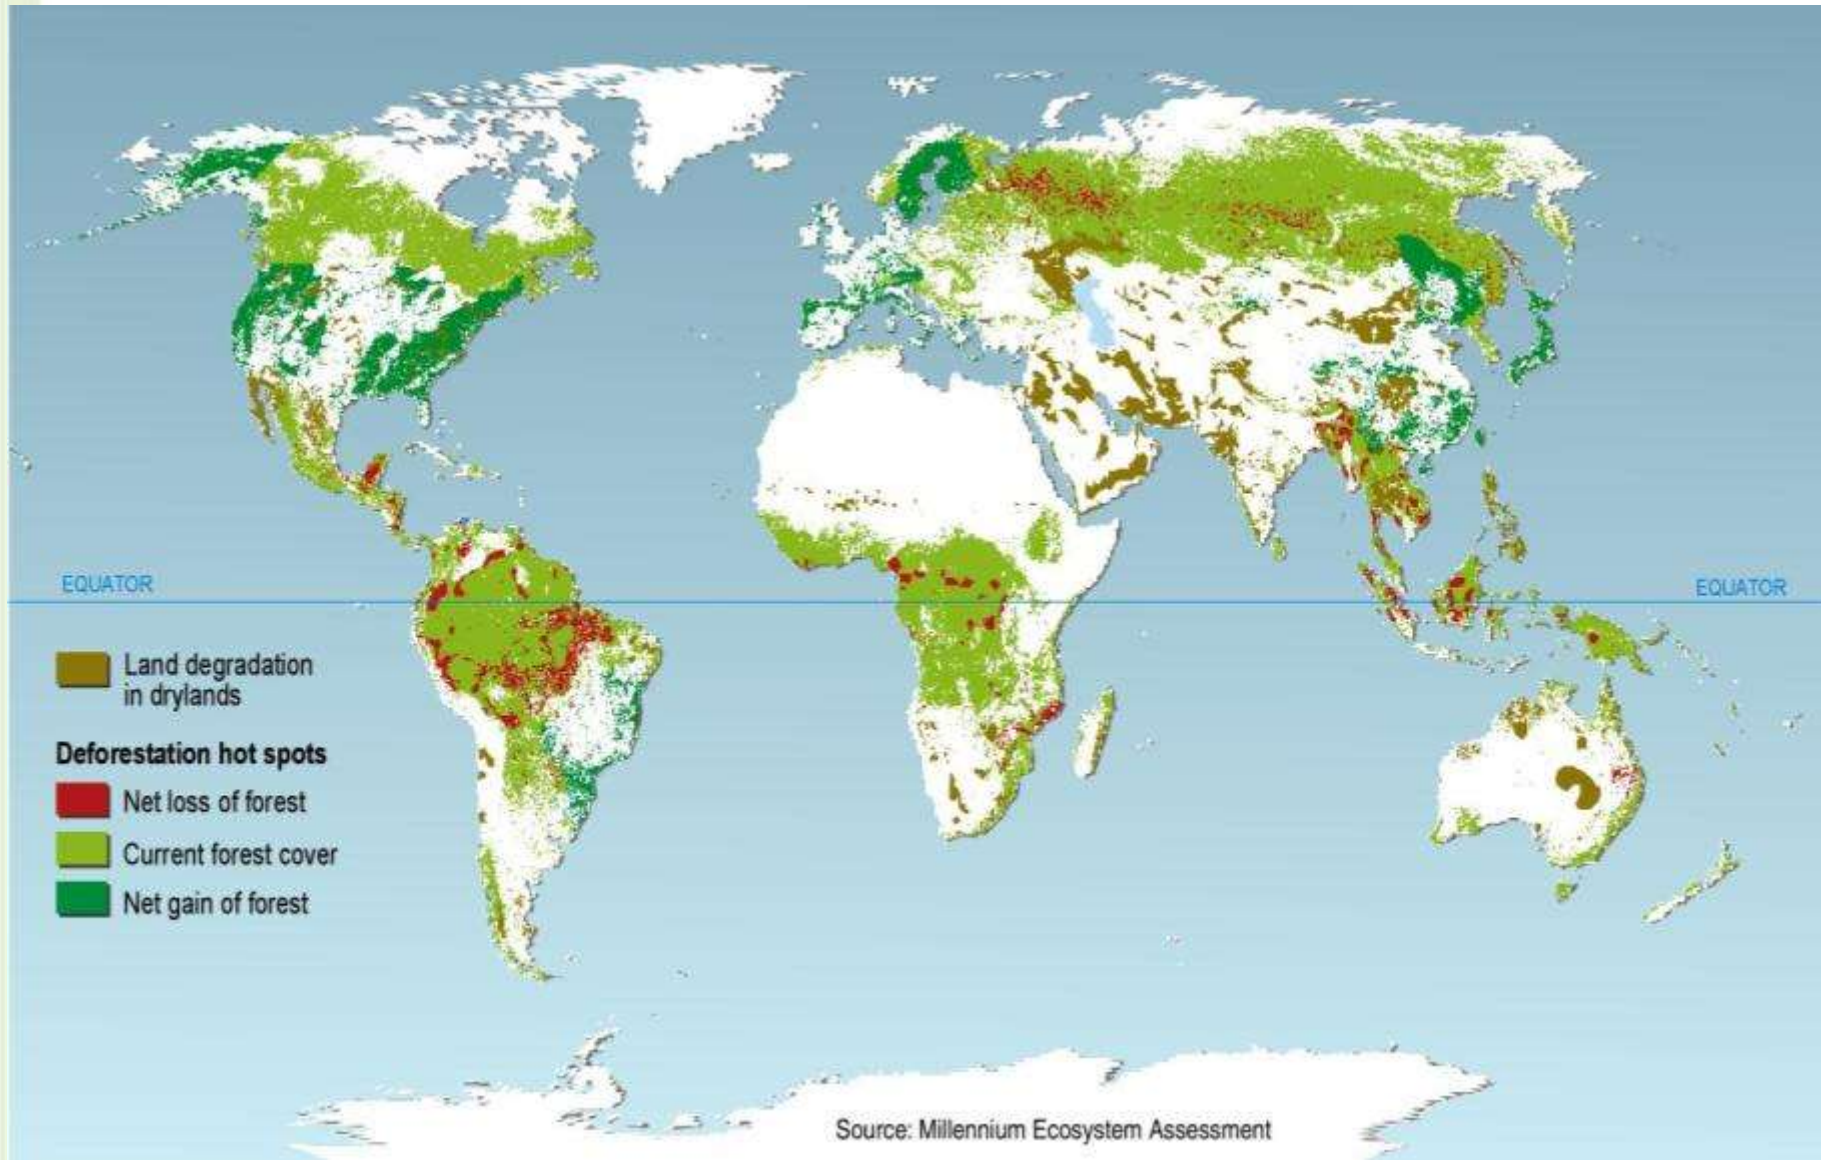 EQUATOR
EQUATOR
Land degradation
in drylands
Deforestation hot spots
Net loss of forest
Current forest cover
Net gain of forest
Source: Millennium Ecosystem Assessment